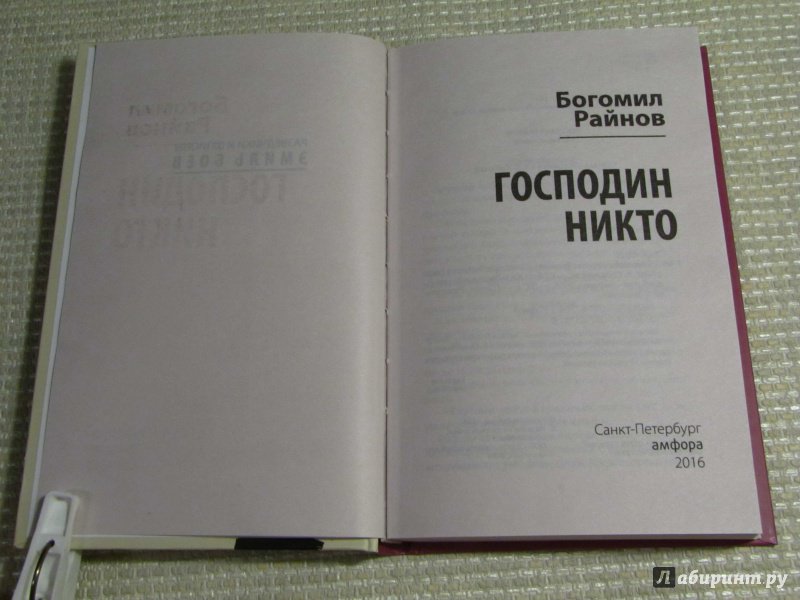 Богомил
Райнов
ГОСПОДИН
НИКТО
Санкт-Петербург
амфора
2016
Лабиринт.ру